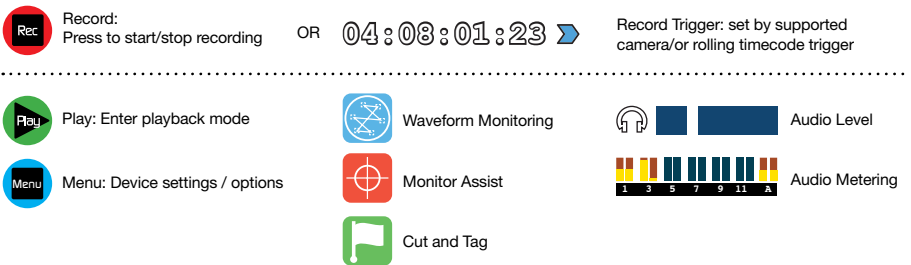 Rec
Record:
Press to start/stop recording
OR
04:08:01:23
Record Trigger: set by supported
camera/or rolling timecode trigger
Play
Play: Enter playback mode
Waveform Monitoring
Audio Level
Menu
Menu: Device settings / options
Monitor Assist
1 3 5 7 9 11 A
Audio Metering
Cut and Tag